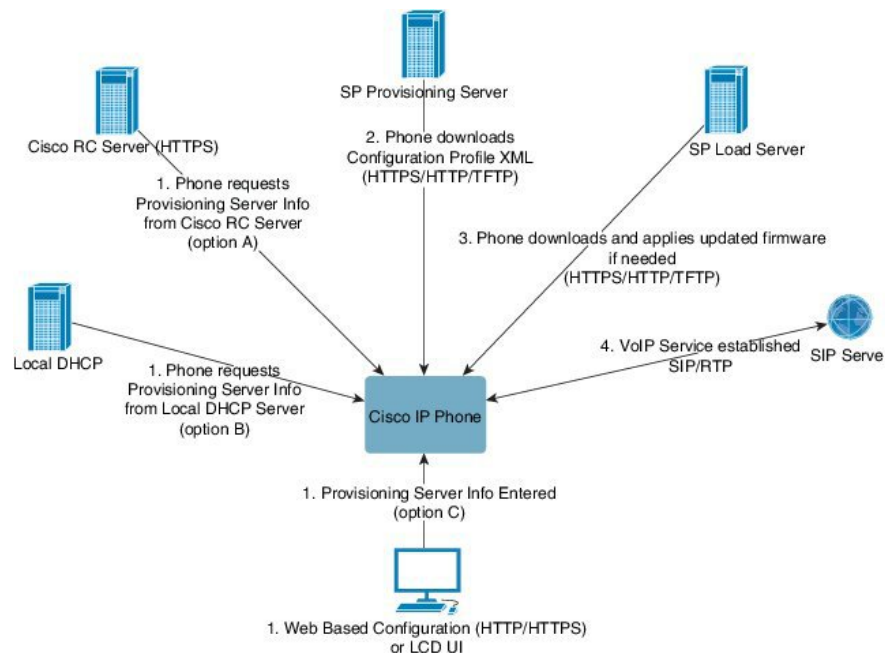 SP Provisioning Server
Cisco RC Server (HTTPS)
SP Load Server
2. Phone downloads
Configuration Profile XML
(HTTPS/HTTP/TFTP)
1. Phone requests
Provisioning Server Info
from Cisco RC Server
(option A)
3. Phone downloads and applies updated firmware
if needed
(HTTPS/HTTP/TFTP)
Local DHCP
1. Phone requests
Provisioning Server Info
from Local DHCP Server
(option B)
4. VoIP Service established
SIP/RTP
SIP Serve
Cisco IP Phone
1. Provisioning Server Info Entered
(option C)
1. Web Based Configuration (HTTP/HTTPS)
or LCD UI